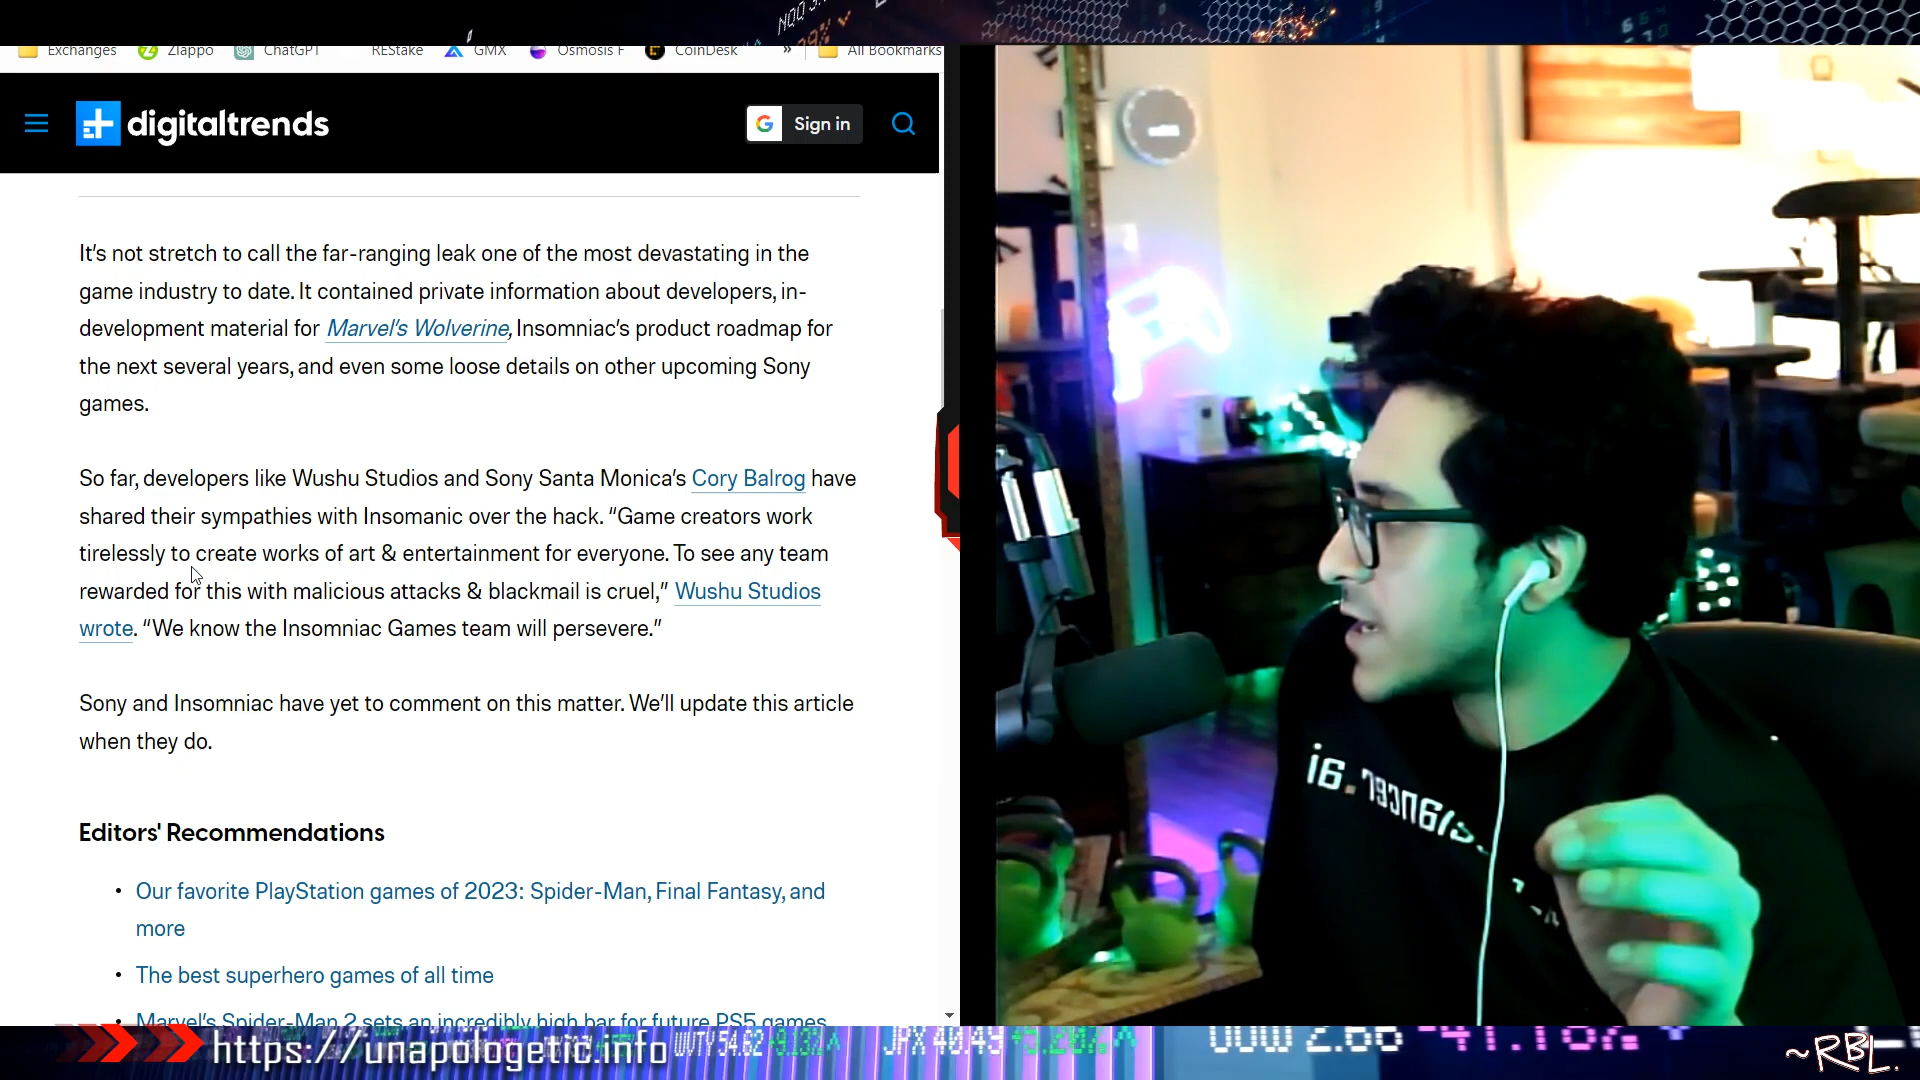 Exchanges Zlappo ChatGPT REStake GMX Osmosis F CoinDesk » All Bookmarks
digitaltrends
Sign in
It's not stretch to call the far-ranging leak one of the most devastating in the
game industry to date. It contained private information about developers, in-
development material for Marvel's Wolverine, Insomniac's product roadmap for
the next several years, and even some loose details on other upcoming Sony
games.
So far, developers like Wushu Studios and Sony Santa Monica's Cory Balrog have
shared their sympathies with Insomanic over the hack. “Game creators work
tirelessly to create works of art & entertainment for everyone. To see any team
rewarded for this with malicious attacks & blackmail is cruel,” Wushu Studios
wrote. “We know the Insomniac Games team will persevere.”
Sony and Insomniac have yet to comment on this matter. We'll update this article
when they do.
Editors' Recommendations
• Our favorite PlayStation games of 2023: Spider-Man, Final Fantasy, and
more
• The best superhero games of all time
• Marvel's Spider-Man 2 sets an incredibly high bar for future PS5 games
https://unapologetic.info
~RBL.